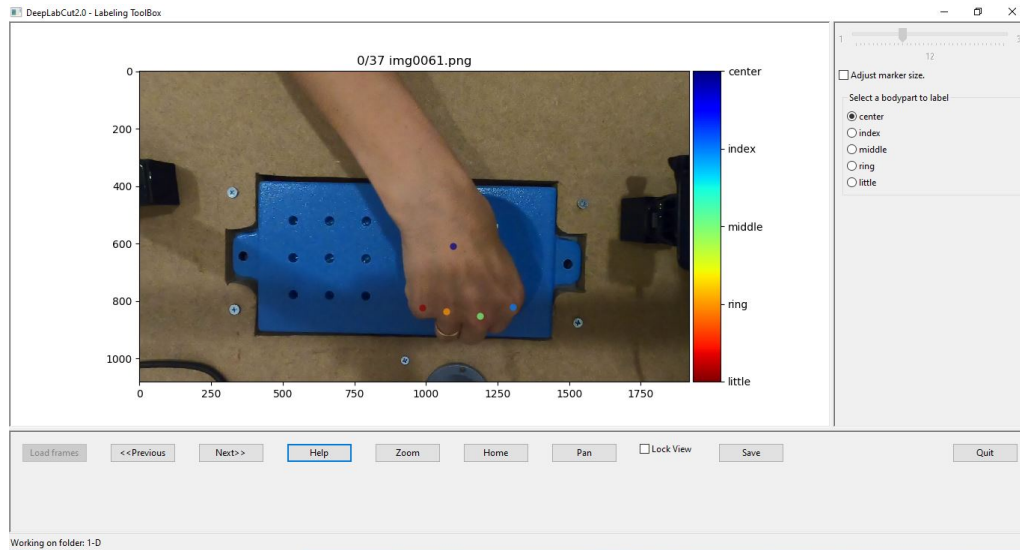 DeepLabCut2.0 - Labeling ToolBox
0/37 img0061.png
0
200
400
600
800
1000
0 250 500 750 1000 1250 1500 1750
center
index
middle
ring
little
1
12
Adjust marker size.
Select a bodypart to label
center
index
middle
ring
little
Load frames <<Previous Next>> Help Zoom Home Pan Lock View Save Quit
Working on folder: 1-D